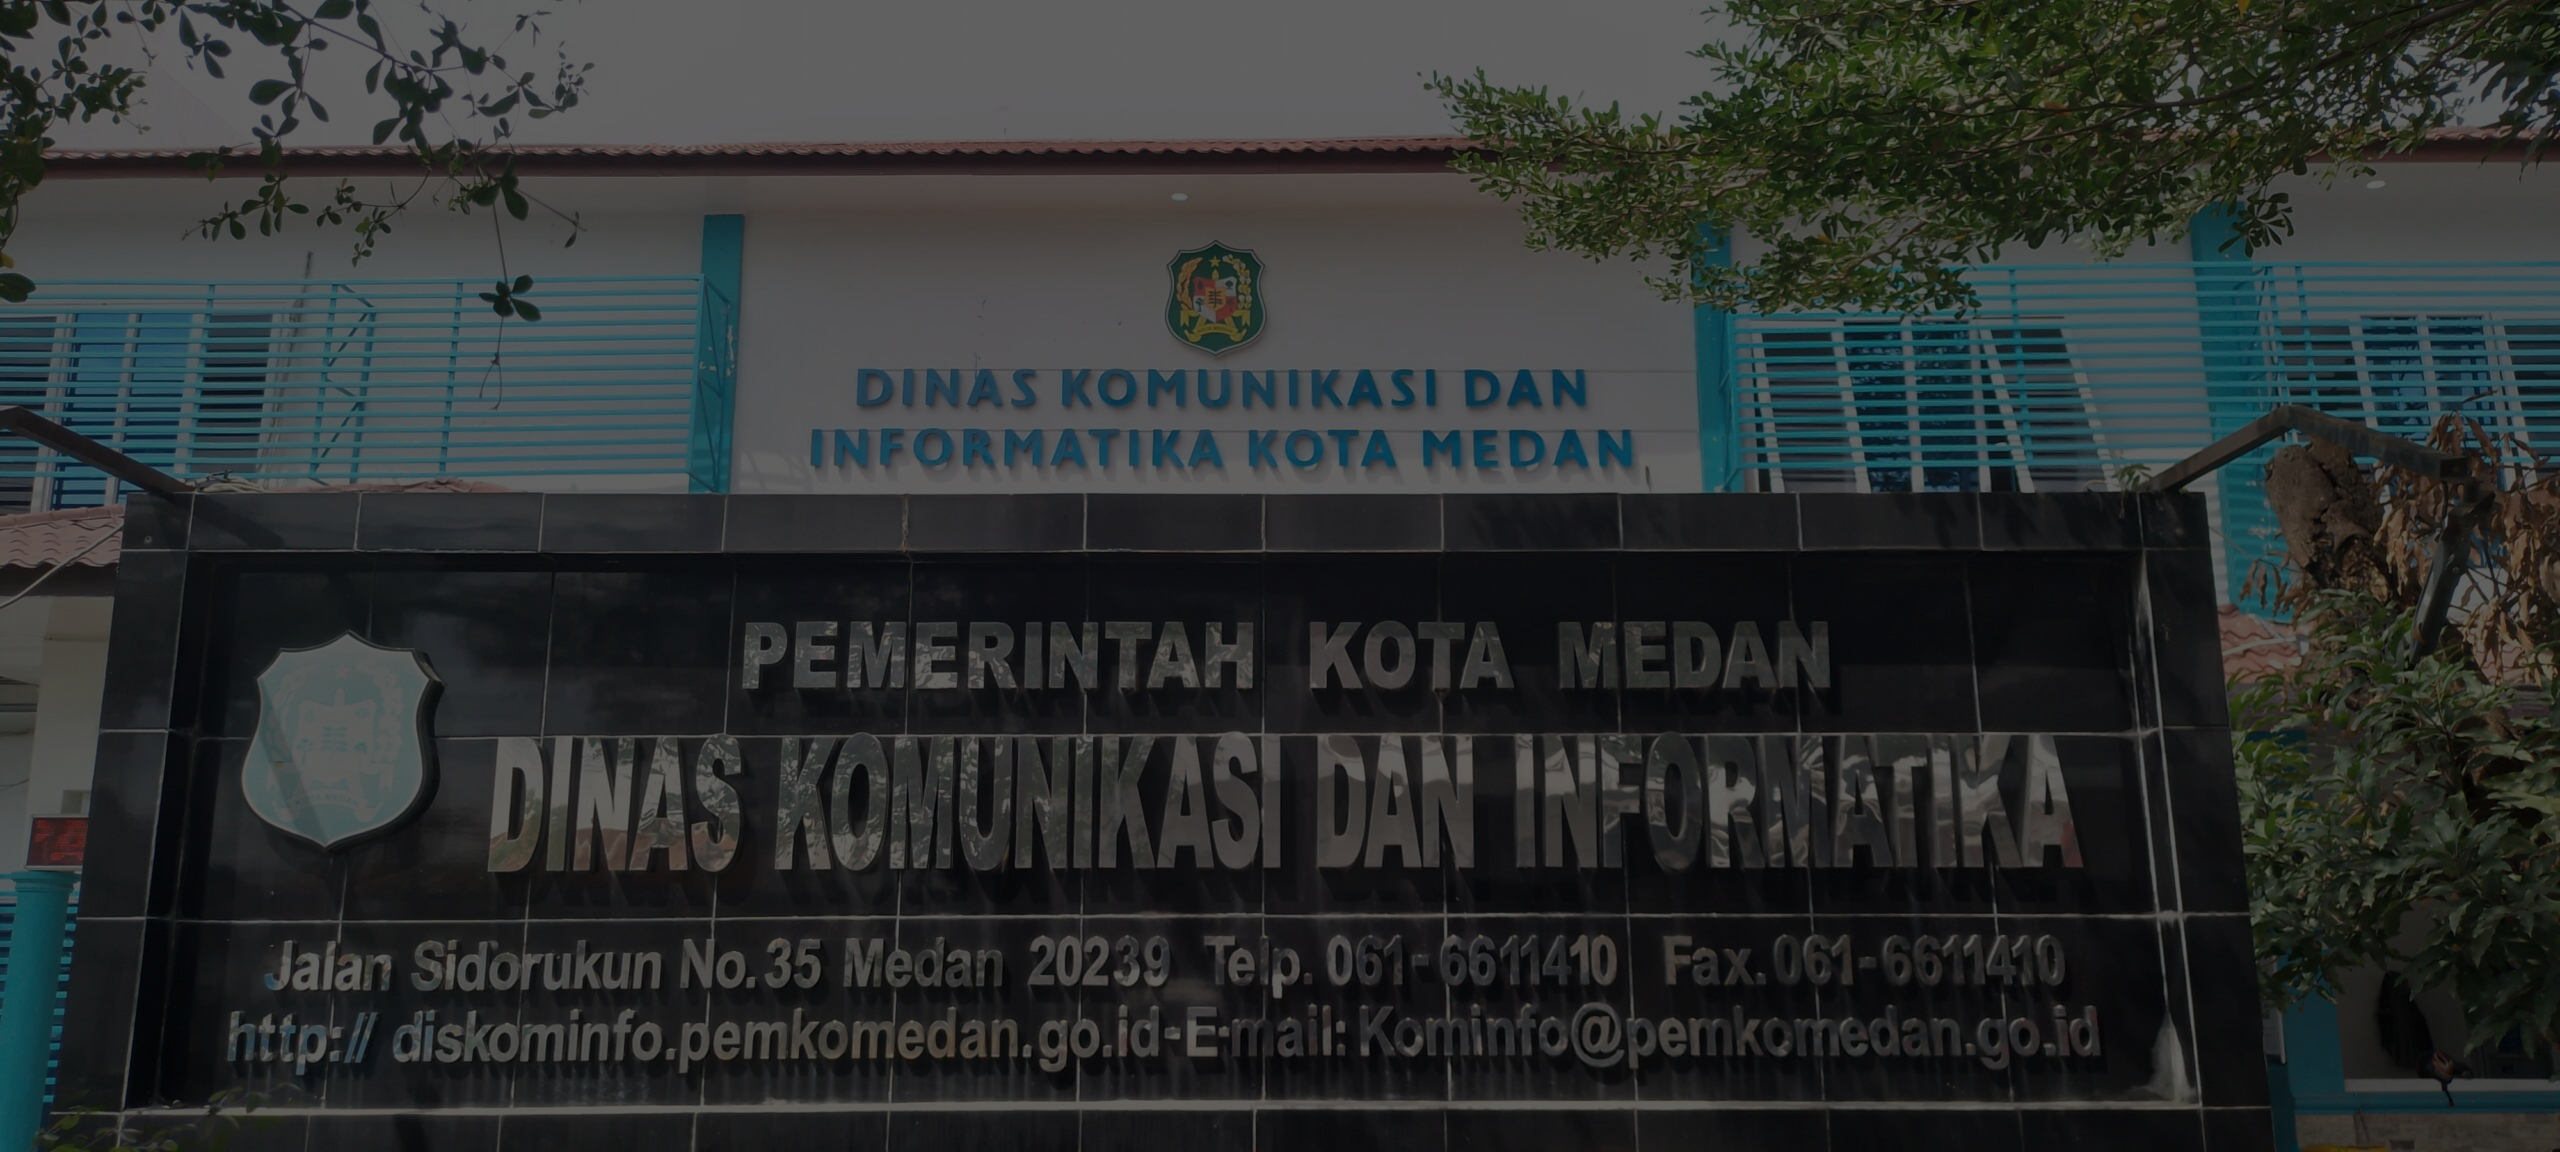 DINAS KOMUNIKASI DAN
INFORMATIKA KOTA MEDAN
PEMERINTAH KOTA MEDAN
DINAS KOMUNIKASI DAN INFORMATIKA
Jalan Sidorukun No. 35 Medan 20239 Telp. 061-6611410 Fax. 061-6611410
http:// diskominfo.pemkomedan.go.id-E-mail: Kominfo@pemkomedan.go.id